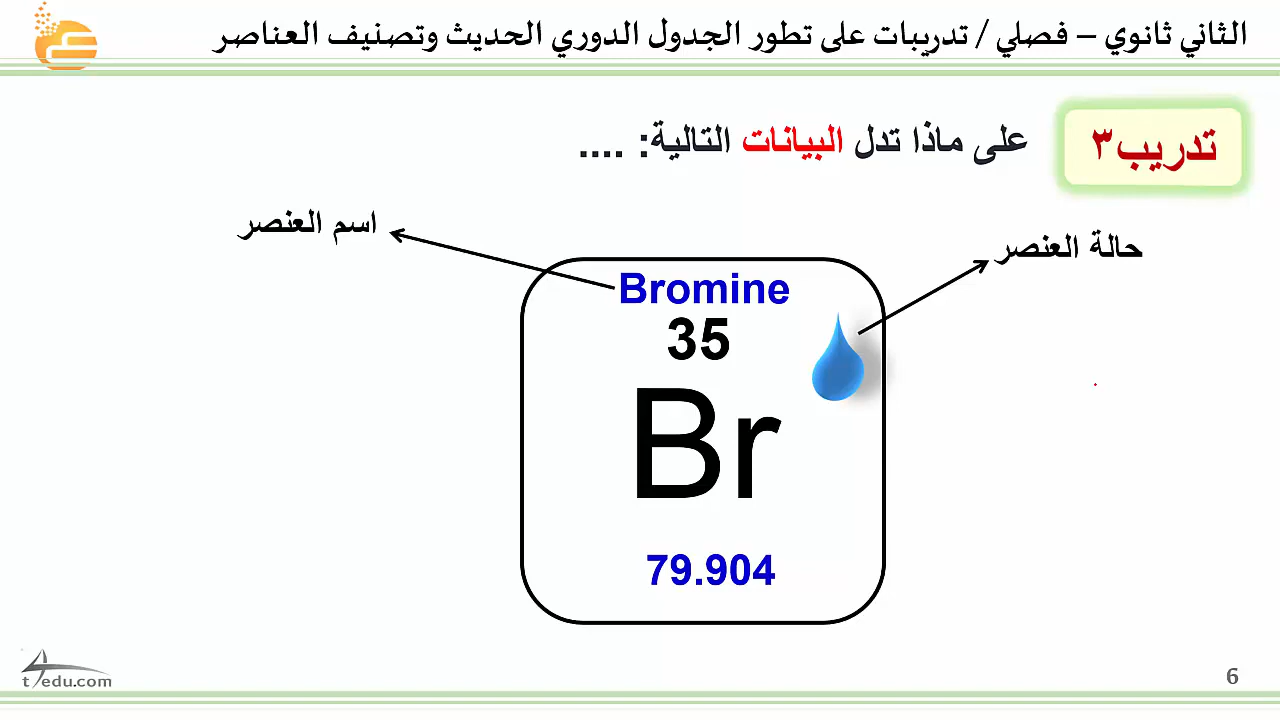 الثاني ثانوي – فصلي / تدريبات على تطور الجدول الدوري الحديث وتصنيف العناصر
تدريب٣
على ماذا تدل البيانات التالية: ....
اسم العنصر
حالة العنصر
Bromine
35
Br
79.904
t4edu.com
6